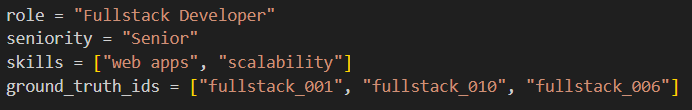 role = "Fullstack Developer"
seniority = "Senior"
skills = ["web apps", "scalability"]
ground_truth_ids = ["fullstack_001", "fullstack_010", "fullstack_006"]